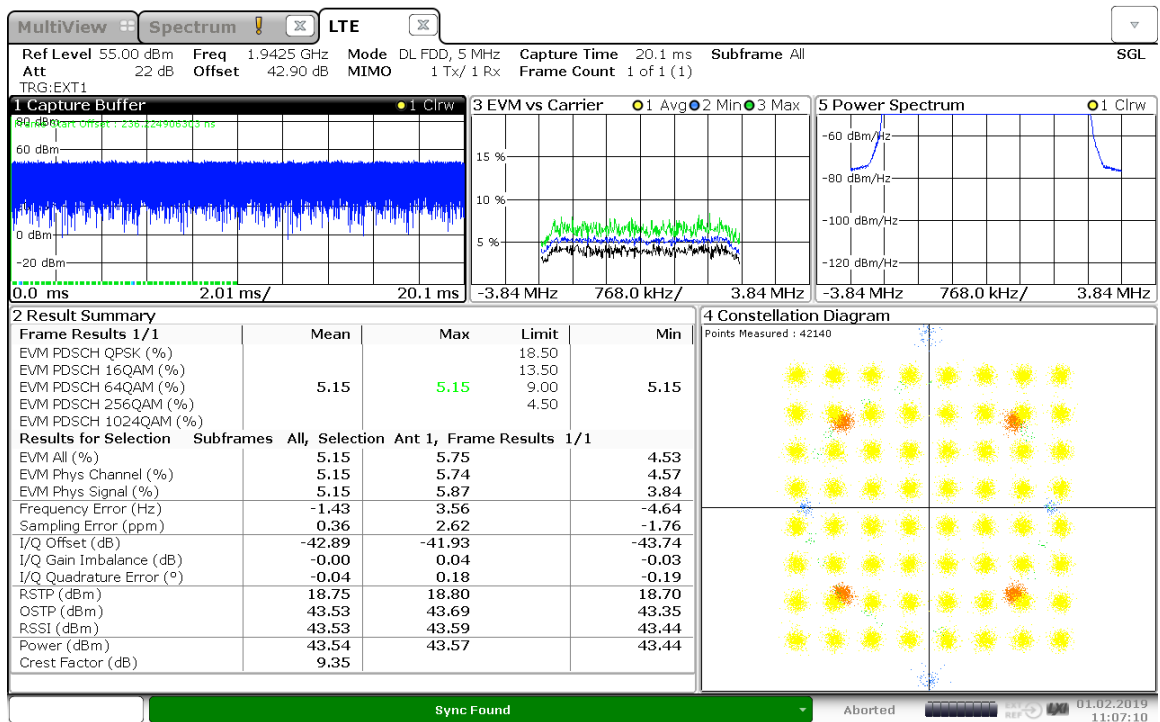 MultiView Spectrum LTE
Ref Level 55.00 dBm Freq 1.9425 GHz Mode DL FDD, 5 MHz Capture Time 20.1 ms Subframe All SGL
Att 22 dB Offset 42.90 dB MIMO 1 Tx/ 1 Rx Frame Count 1 of 1 (1)
TRG:EXT1
1 Capture Buffer 1 Clrw
Frame Start Offset : 236.224906303 ns
80 dBm
60 dBm
0 dBm
-20 dBm
0.0 ms 2.01 ms/ 20.1 ms
3 EVM vs Carrier 1 Avg 2 Min 3 Max
15 %
10 %
5 %
-3.84 MHz 768.0 kHz/ 3.84 MHz
5 Power Spectrum 1 Clrw
-60 dBm/Hz
-80 dBm/Hz
-100 dBm/Hz
-120 dBm/Hz
-3.84 MHz 768.0 kHz/ 3.84 MHz
2 Result Summary
Frame Results 1/1 Mean Max Limit Min
EVM PDSCH QPSK (%) 18.50
EVM PDSCH 16QAM (%) 13.50
EVM PDSCH 64QAM (%) 5.15 5.15 9.00 5.15
EVM PDSCH 256QAM (%) 4.50
EVM PDSCH 1024QAM (%)
Results for Selection Subframes All, Selection Ant 1, Frame Results 1/1
EVM All (%) 5.15 5.75 4.53
EVM Phys Channel (%) 5.15 5.74 4.57
EVM Phys Signal (%) 5.15 5.87 3.84
Frequency Error (Hz) -1.43 3.56 -4.64
Sampling Error (ppm) 0.36 2.62 -1.76
I/Q Offset (dB) -42.89 -41.93 -43.74
I/Q Gain Imbalance (dB) -0.00 0.04 -0.03
I/Q Quadrature Error (°) -0.04 0.18 -0.19
RSTP (dBm) 18.75 18.80 18.70
OSTP (dBm) 43.53 43.69 43.35
RSSI (dBm) 43.53 43.59 43.44
Power (dBm) 43.54 43.57 43.44
Crest Factor (dB) 9.35
4 Constellation Diagram
Points Measured : 42140
Sync Found
Aborted
EXT
REF
LXI
01.02.2019
11:07:10